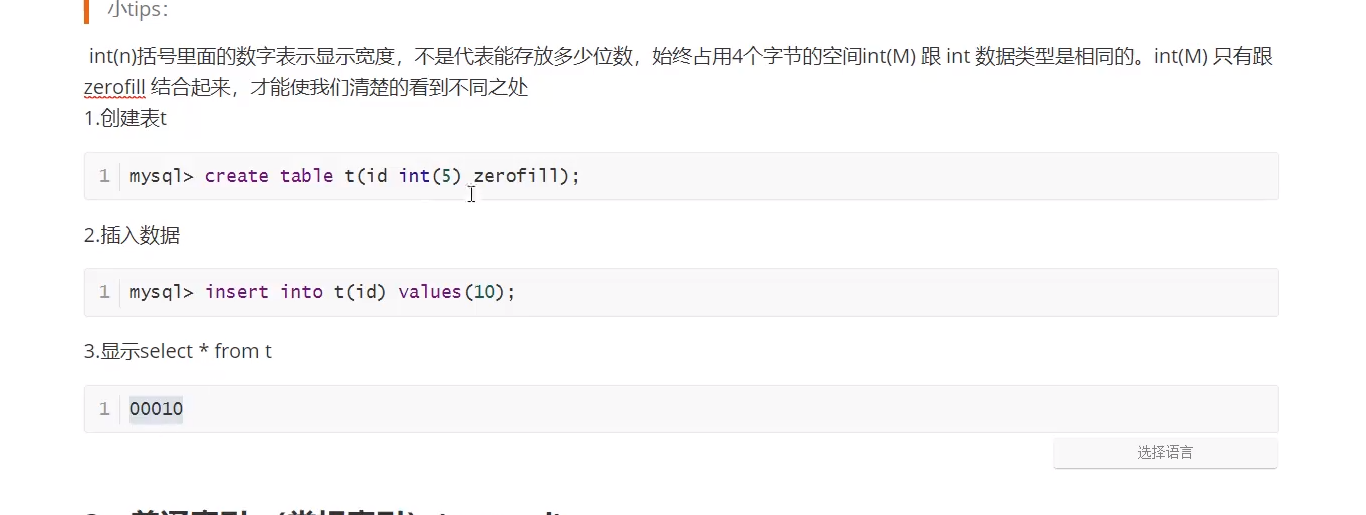 小tips：
int(n)括号里面的数字表示显示宽度，不是代表能存放多少位数，始终占用4个字节的空间int(M) 跟 int 数据类型是相同的。int(M) 只有跟
zerofill 结合起来，才能使我们清楚的看到不同之处
1.创建表t
1 mysql> create table t(id int(5) zerofill);
2.插入数据
1 mysql> insert into t(id) values(10);
3.显示select * from t
1 00010
选择语言